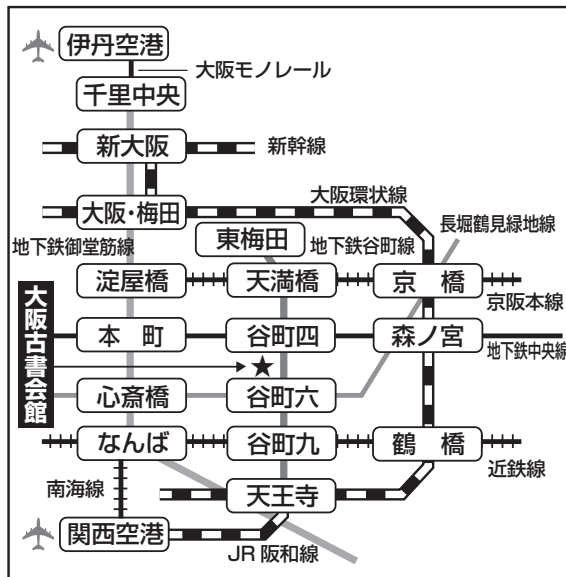 伊丹空港
大阪モノレール
千里中央
新大阪
新幹線
大阪・梅田
大阪環状線
東梅田
長堀鶴見緑地線
地下鉄御堂筋線
地下鉄谷町線
淀屋橋
天満橋
京橋
京阪本線
大阪古書会館
本町
谷町四
森ノ宮
地下鉄中央線
心斎橋
谷町六
なんば
谷町九
鶴橋
近鉄線
南海線
天王寺
関西空港
JR阪和線